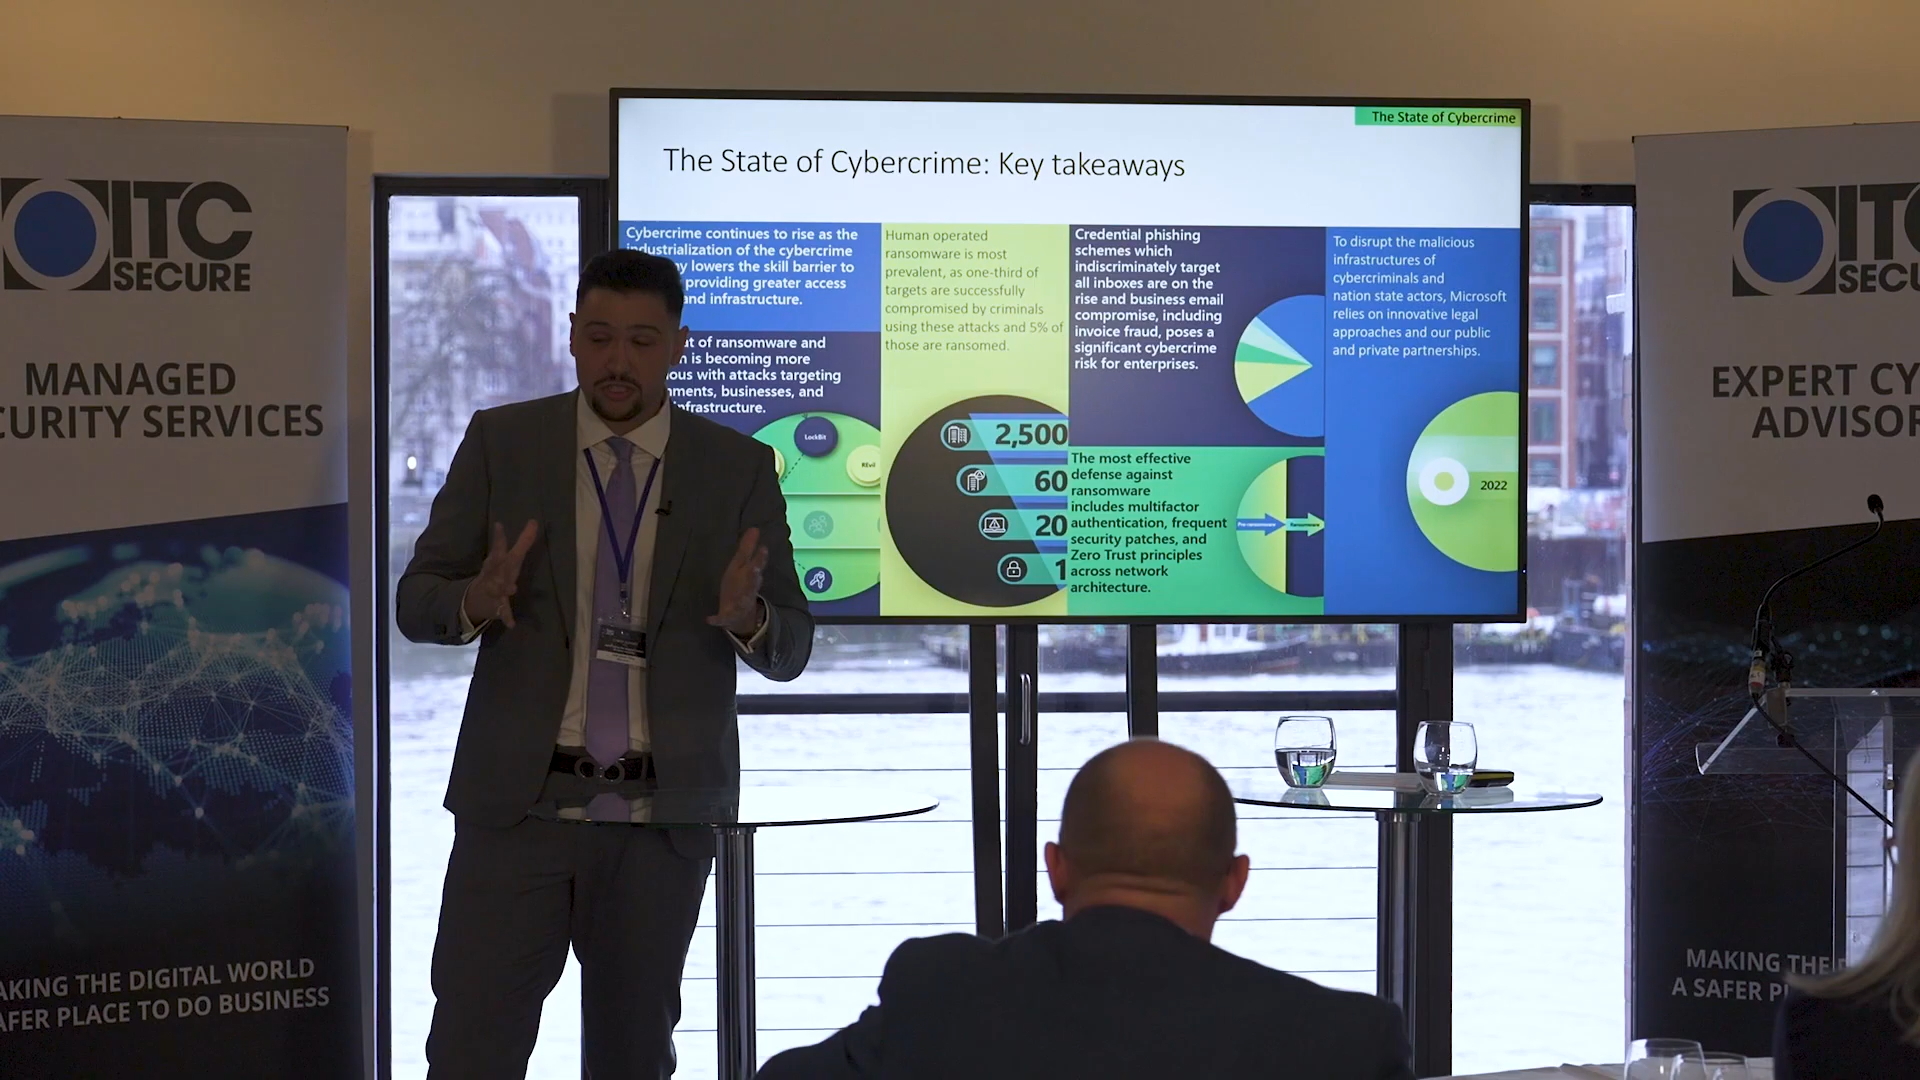 ITC
SECURE
MANAGED
CURITY SERVICES
AKING THE DIGITAL WORLD
AFER PLACE TO DO BUSINESS
The State of Cybercrime
The State of Cybercrime: Key takeaways
Cybercrime continues to rise as the
industrialization of the cybercrime
lowers the skill barrier to
providing greater access
and infrastructure.
of ransomware and
is becoming more
with attacks targeting
businesses, and
infrastructure.
LockBit
REvil
Human operated
ransomware is most
prevalent, as one-third of
targets are successfully
compromised by criminals
using these attacks and 5% of
those are ransomed.
2,500
60
20
1
Credential phishing
schemes which
indiscriminately target
all inboxes are on the
rise and business email
compromise, including
invoice fraud, poses a
significant cybercrime
risk for enterprises.
The most effective
defense against
ransomware
includes multifactor
authentication, frequent
security patches, and
Zero Trust principles
across network
architecture.
Pre-ransomware
Ransomware
To disrupt the malicious
infrastructures of
cybercriminals and
nation state actors, Microsoft
relies on innovative legal
approaches and our public
and private partnerships.
2022
ITC
SECU
EXPERT CY
ADVISOR
MAKING THE
A SAFER P